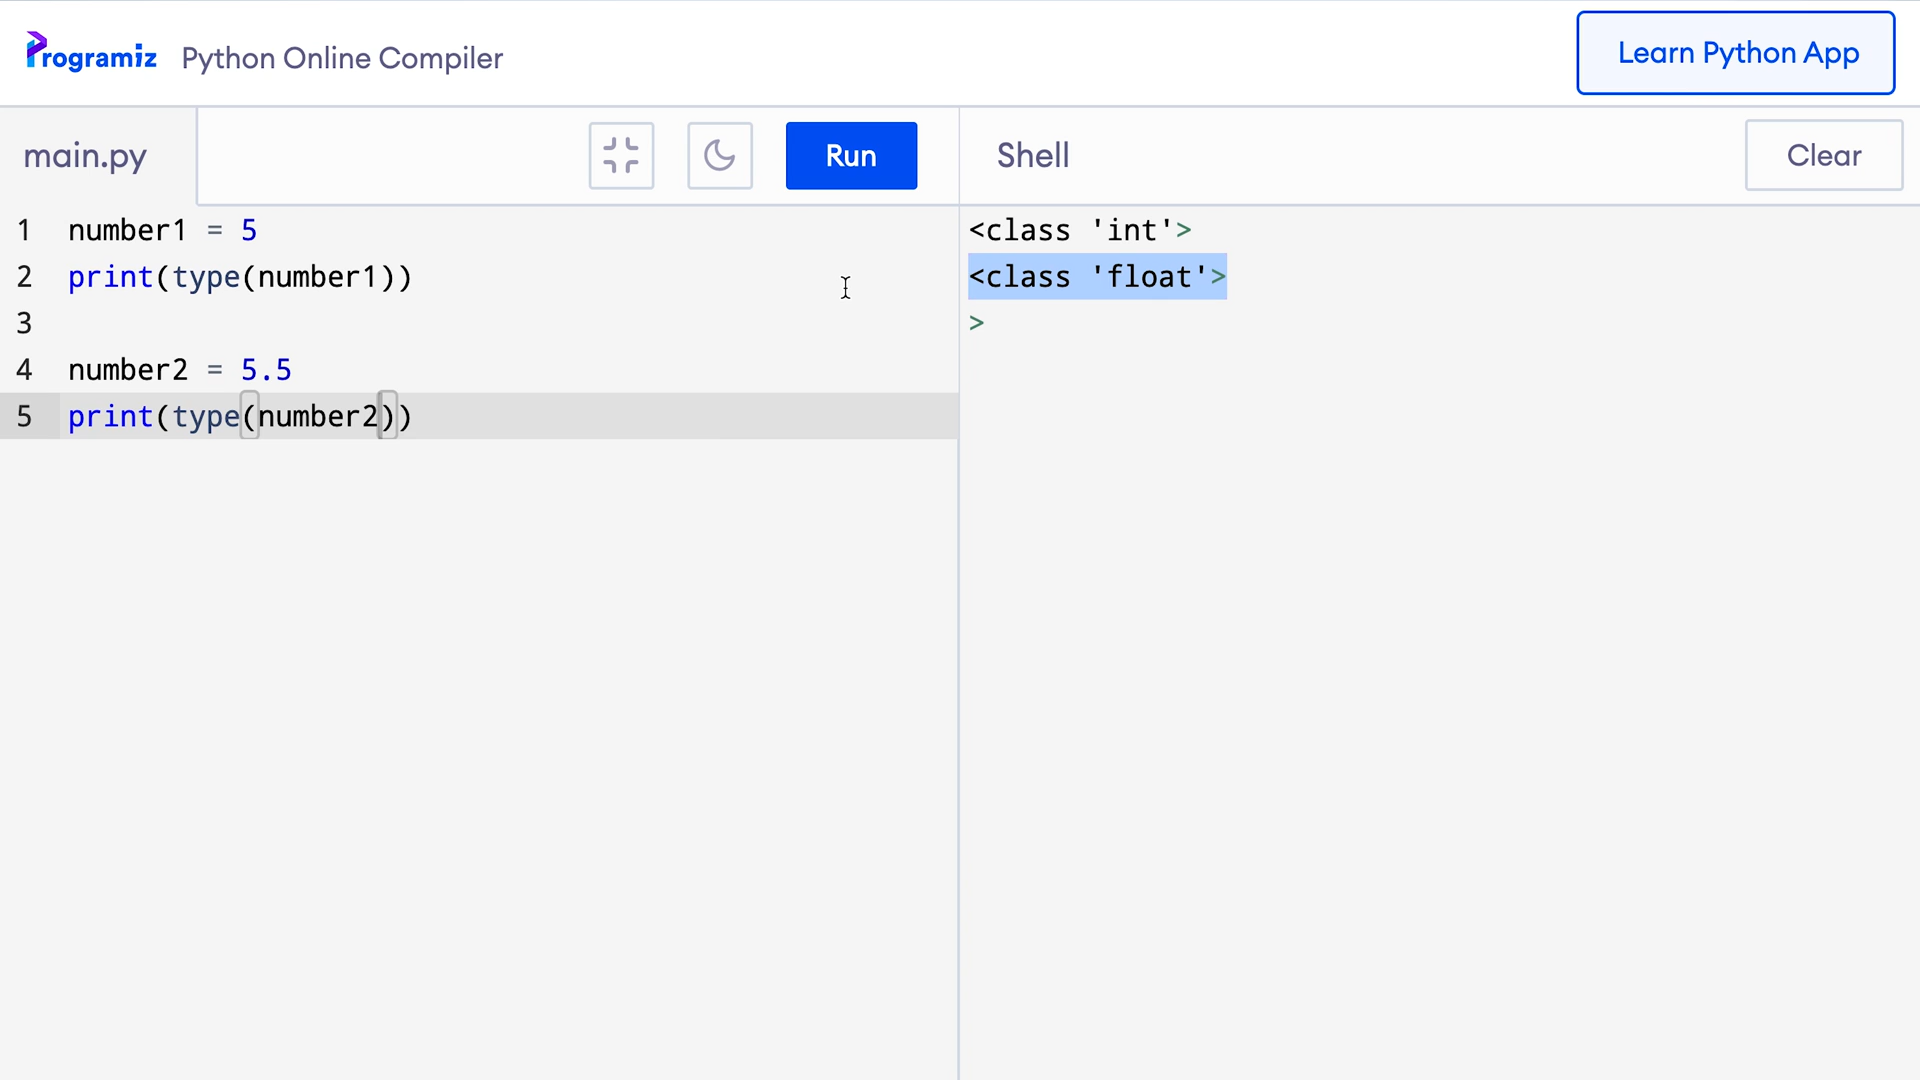 Programiz Python Online Compiler
Learn Python App
main.py
Run
Shell
Clear
1 number1 = 5
2 print(type(number1))
3
4 number2 = 5.5
5 print(type(number2))
<class 'int'>
<class 'float'>
>